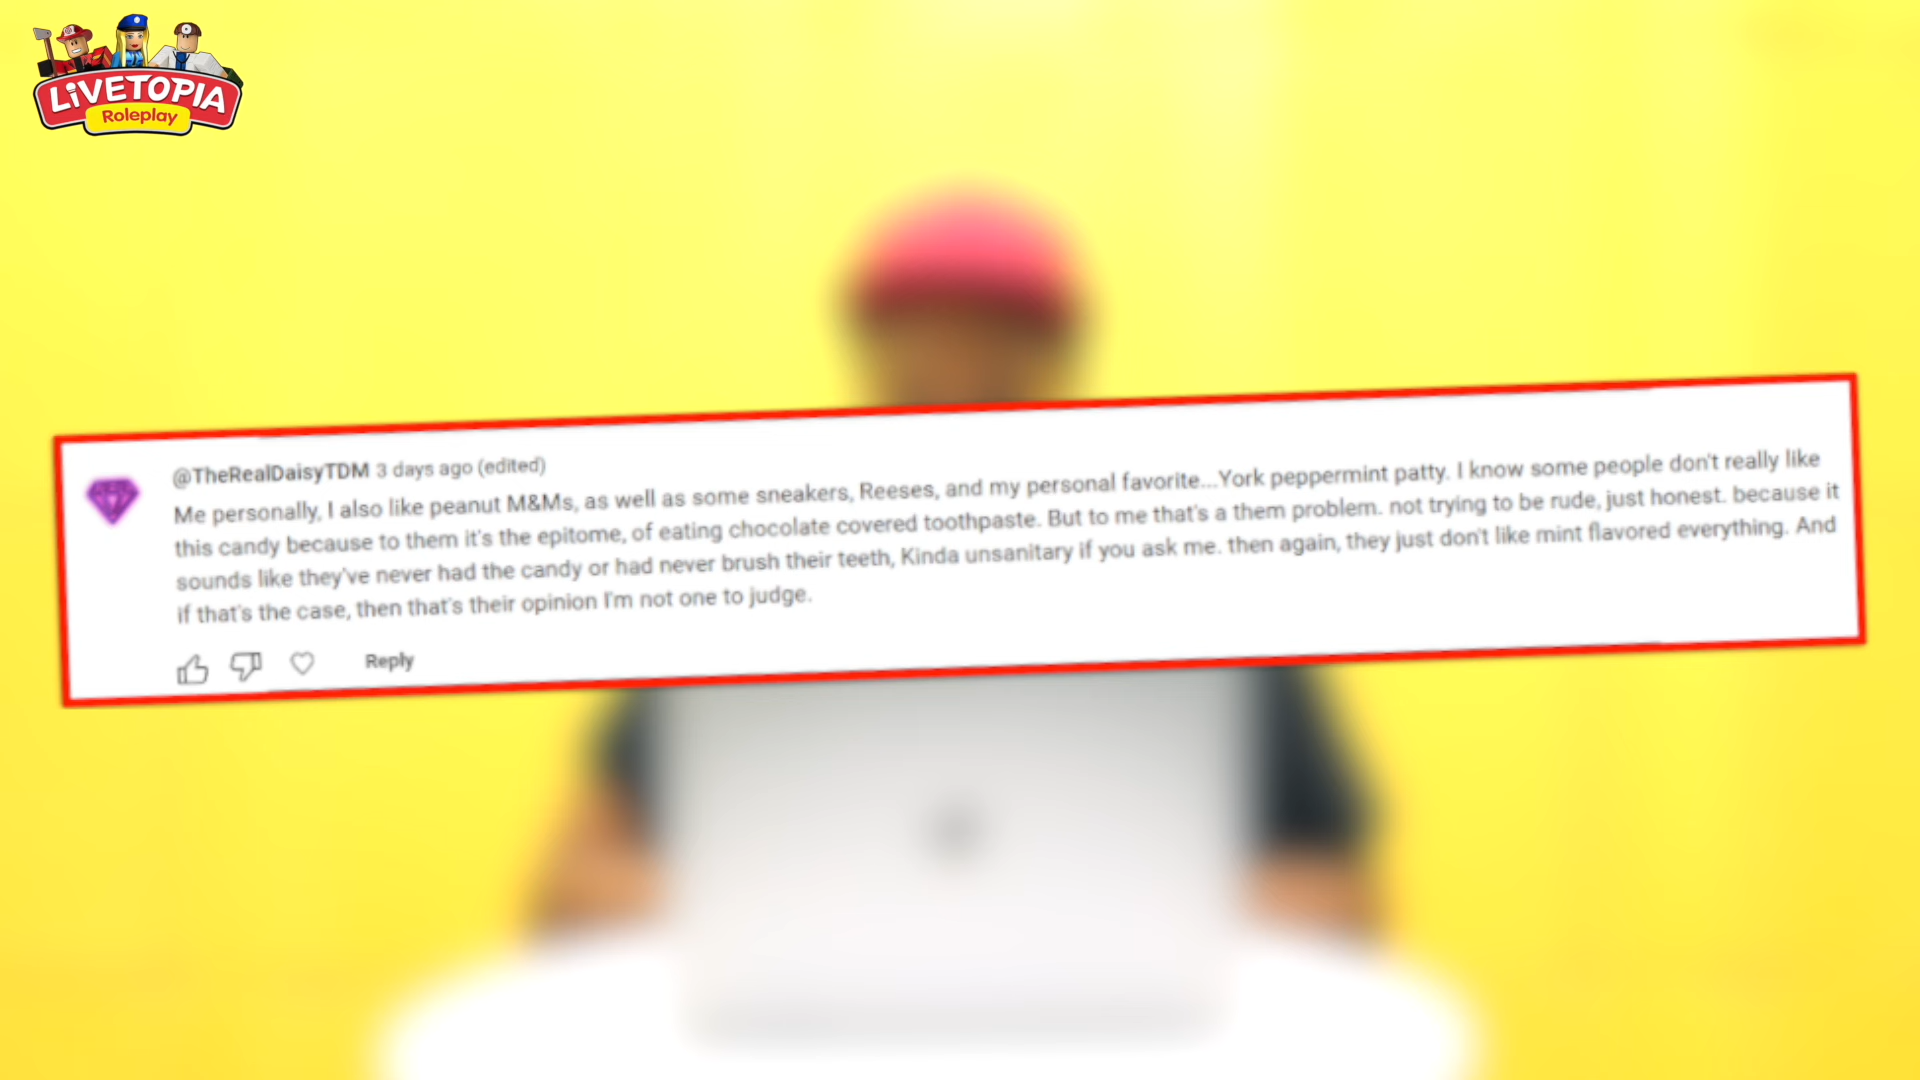 LiVETOPIA
Roleplay
@TheRealDaisyTDM 3 days ago (edited)
Me personally, I also like peanut M&Ms, as well as some sneakers, Reeses, and my personal favorite...York peppermint patty. I know some people don't really like
this candy because to them it's the epitome, of eating chocolate covered toothpaste. But to me that's a them problem. not trying to be rude, just honest. because it
sounds like they've never had the candy or had never brush their teeth, Kinda unsanitary if you ask me. then again, they just don't like mint flavored everything. And
if that's the case, then that's their opinion I'm not one to judge.
Reply